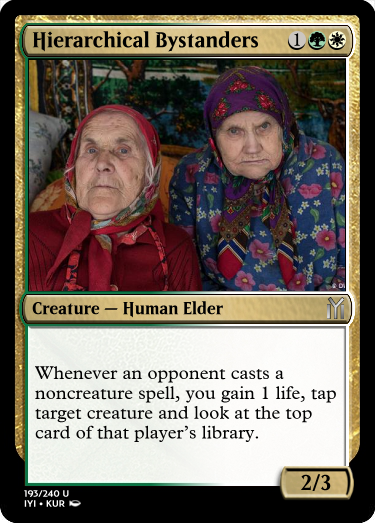 Hierarchical Bystanders 1
Creature — Human Elder
Whenever an opponent casts a
noncreature spell, you gain 1 life, tap
target creature and look at the top
card of that player's library.
2/3
193/240 U
IYI • KUR